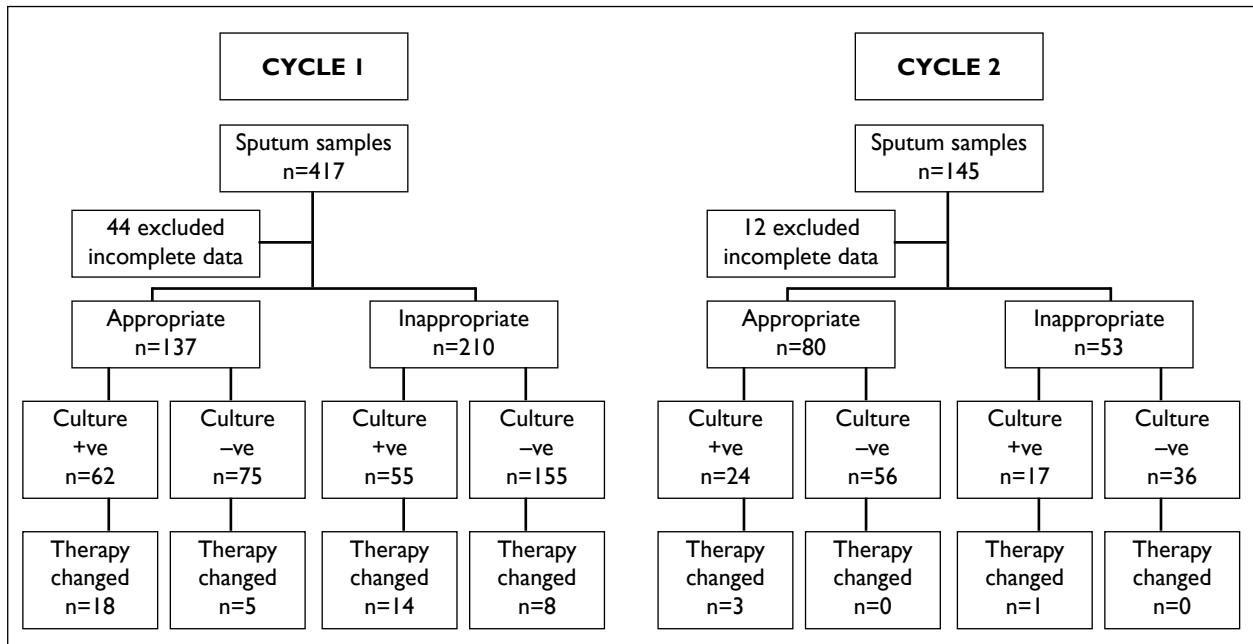 CYCLE 1
Sputum samples
n=417
44 excluded
incomplete data
Appropriate
n=137
Inappropriate
n=210
Culture
+ve
n=62
Culture
–ve
n=75
Culture
+ve
n=55
Culture
–ve
n=155
Therapy
changed
n=18
Therapy
changed
n=5
Therapy
changed
n=14
Therapy
changed
n=8
CYCLE 2
Sputum samples
n=145
12 excluded
incomplete data
Appropriate
n=80
Inappropriate
n=53
Culture
+ve
n=24
Culture
–ve
n=56
Culture
+ve
n=17
Culture
–ve
n=36
Therapy
changed
n=3
Therapy
changed
n=0
Therapy
changed
n=1
Therapy
changed
n=0